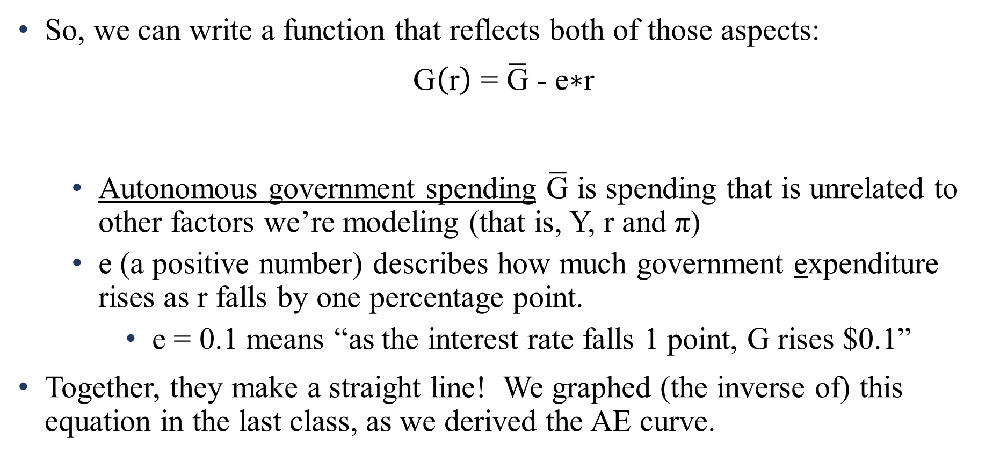 • So, we can write a function that reflects both of those aspects:
G(r) = G̅ - e*r
• Autonomous government spending G̅ is spending that is unrelated to
other factors we’re modeling (that is, Y, r and π)
• e (a positive number) describes how much government expenditure
rises as r falls by one percentage point.
• e = 0.1 means “as the interest rate falls 1 point, G rises $0.1”
• Together, they make a straight line! We graphed (the inverse of) this
equation in the last class, as we derived the AE curve.